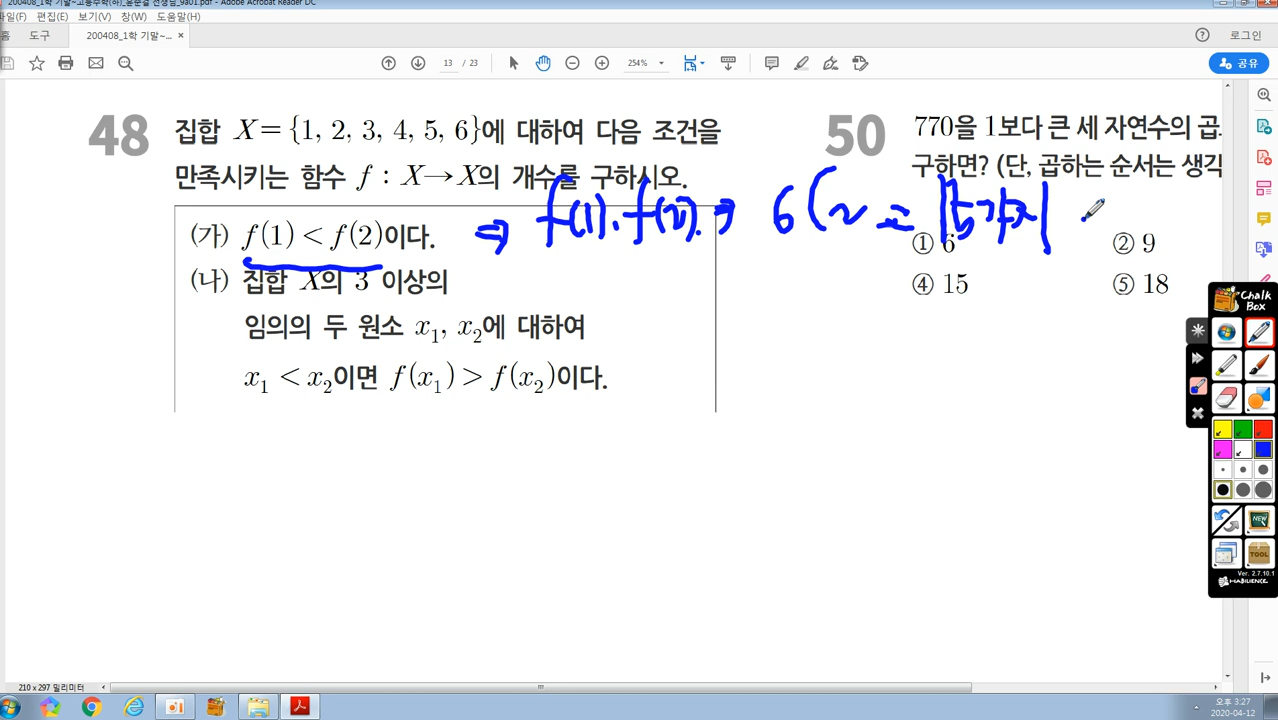 200408_1학 기말~고등수학(하)_윤준길 선생님_9a01.pdf - Adobe Acrobat Reader DC
파일(F) 편집(E) 보기(V) 창(W) 도움말(H)
홈 도구 200408_1학 기말~... × 로그인
13 / 23 254% 공유
48 집합 X = {1, 2, 3, 4, 5, 6}에 대하여 다음 조건을
만족시키는 함수 f : X → X의 개수를 구하시오.
(가) f(1) < f(2)이다.
(나) 집합 X의 3 이상의
임의의 두 원소 x₁, x₂에 대하여
x₁ < x₂이면 f(x₁) > f(x₂)이다.
⇒ f(1), f(2). ⇒ 6C2 = 15가지
50 770을 1보다 큰 세 자연수의 곱
구하면? (단, 곱하는 순서는 생각
① 6 ② 9
④ 15 ⑤ 18
Chalk
Box
NEW
TOOL
Ver. 2.7.10.1
HABILIENCE
210 x 297 밀리미터
오후 3:27
2020-04-12